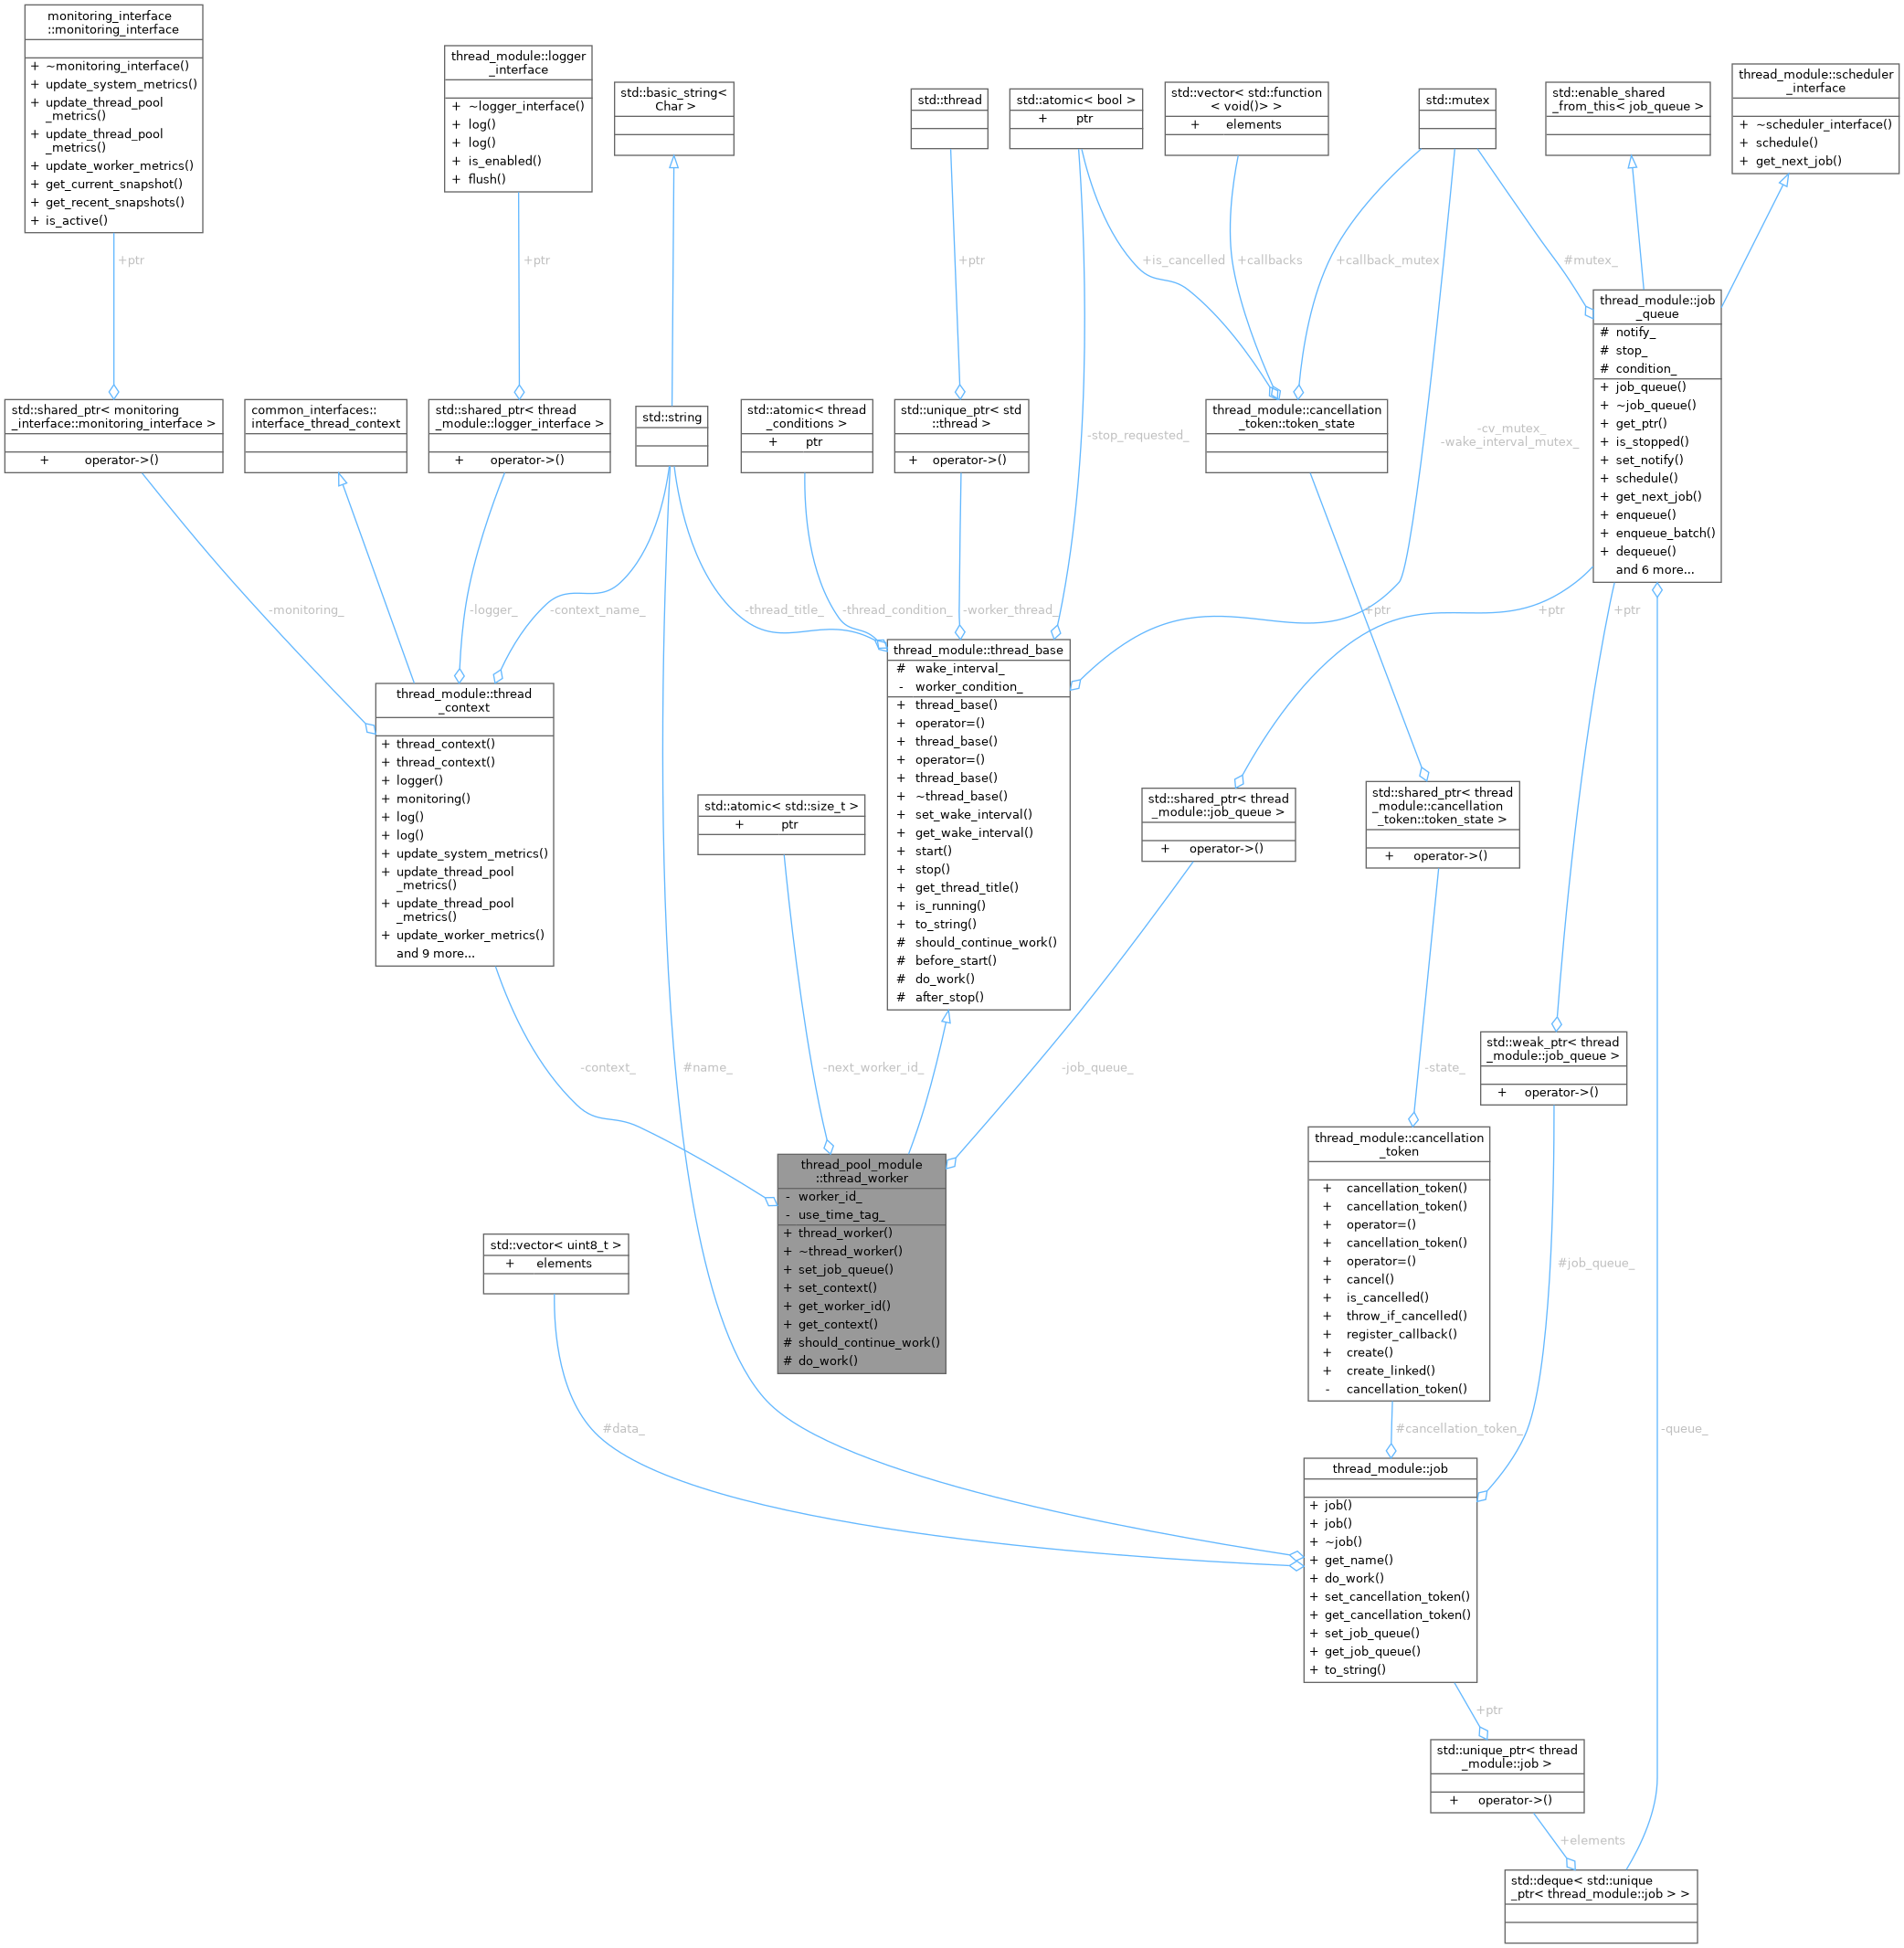 monitoring_interface
::monitoring_interface
+ ~monitoring_interface()
+ update_system_metrics()
+ update_thread_pool
_metrics()
+ update_thread_pool
_metrics()
+ update_worker_metrics()
+ get_current_snapshot()
+ get_recent_snapshots()
+ is_active()
thread_module::logger
_interface
+ ~logger_interface()
+ log()
+ log()
+ is_enabled()
+ flush()
std::basic_string<
Char >
std::thread
std::atomic< bool >
+ ptr
std::vector< std::function
< void()> >
+ elements
std::mutex
std::enable_shared
_from_this< job_queue >
thread_module::scheduler
_interface
+ ~scheduler_interface()
+ schedule()
+ get_next_job()
+ptr
+ptr
+ptr
+is_cancelled
+callbacks
+callback_mutex
#mutex_
thread_module::job
_queue
# notify_
# stop_
# condition_
+ job_queue()
+ ~job_queue()
+ get_ptr()
+ is_stopped()
+ set_notify()
+ schedule()
+ get_next_job()
+ enqueue()
+ enqueue_batch()
+ dequeue()
and 6 more...
std::shared_ptr< monitoring
_interface::monitoring_interface >
+ operator->()
common_interfaces::
interface_thread_context
std::shared_ptr< thread
_module::logger_interface >
+ operator->()
std::string
std::atomic< thread
_conditions >
+ ptr
std::unique_ptr< std
::thread >
+ operator->()
-stop_requested_
thread_module::cancellation
_token::token_state
-cv_mutex_
-wake_interval_mutex_
-monitoring_
-logger_
-context_name_
-thread_title_
-thread_condition_
-worker_thread_
+ptr
+ptr
+ptr
thread_module::thread
_context
+ thread_context()
+ thread_context()
+ logger()
+ monitoring()
+ log()
+ log()
+ update_system_metrics()
+ update_thread_pool
_metrics()
+ update_thread_pool
_metrics()
+ update_worker_metrics()
and 9 more...
thread_module::thread_base
# wake_interval_
- worker_condition_
+ thread_base()
+ operator=()
+ thread_base()
+ operator=()
+ thread_base()
+ ~thread_base()
+ set_wake_interval()
+ get_wake_interval()
+ start()
+ stop()
+ get_thread_title()
+ is_running()
+ to_string()
# should_continue_work()
# before_start()
# do_work()
# after_stop()
std::atomic< std::size_t >
+ ptr
std::shared_ptr< thread
_module::job_queue >
+ operator->()
std::shared_ptr< thread
_module::cancellation
_token::token_state >
+ operator->()
std::weak_ptr< thread
_module::job_queue >
+ operator->()
-context_
#name_
-next_worker_id_
-job_queue_
-state_
thread_pool_module
::thread_worker
- worker_id_
- use_time_tag_
+ thread_worker()
+ ~thread_worker()
+ set_job_queue()
+ set_context()
+ get_worker_id()
+ get_context()
# should_continue_work()
# do_work()
thread_module::cancellation
_token
+ cancellation_token()
+ cancellation_token()
+ operator=()
+ cancellation_token()
+ operator=()
+ cancel()
+ is_cancelled()
+ throw_if_cancelled()
+ register_callback()
+ create()
+ create_linked()
- cancellation_token()
std::vector< uint8_t >
+ elements
#job_queue_
#data_
#cancellation_token_
-queue_
thread_module::job
+ job()
+ job()
+ ~job()
+ get_name()
+ do_work()
+ set_cancellation_token()
+ get_cancellation_token()
+ set_job_queue()
+ get_job_queue()
+ to_string()
+ptr
std::unique_ptr< thread
_module::job >
+ operator->()
+elements
std::deque< std::unique
_ptr< thread_module::job > >